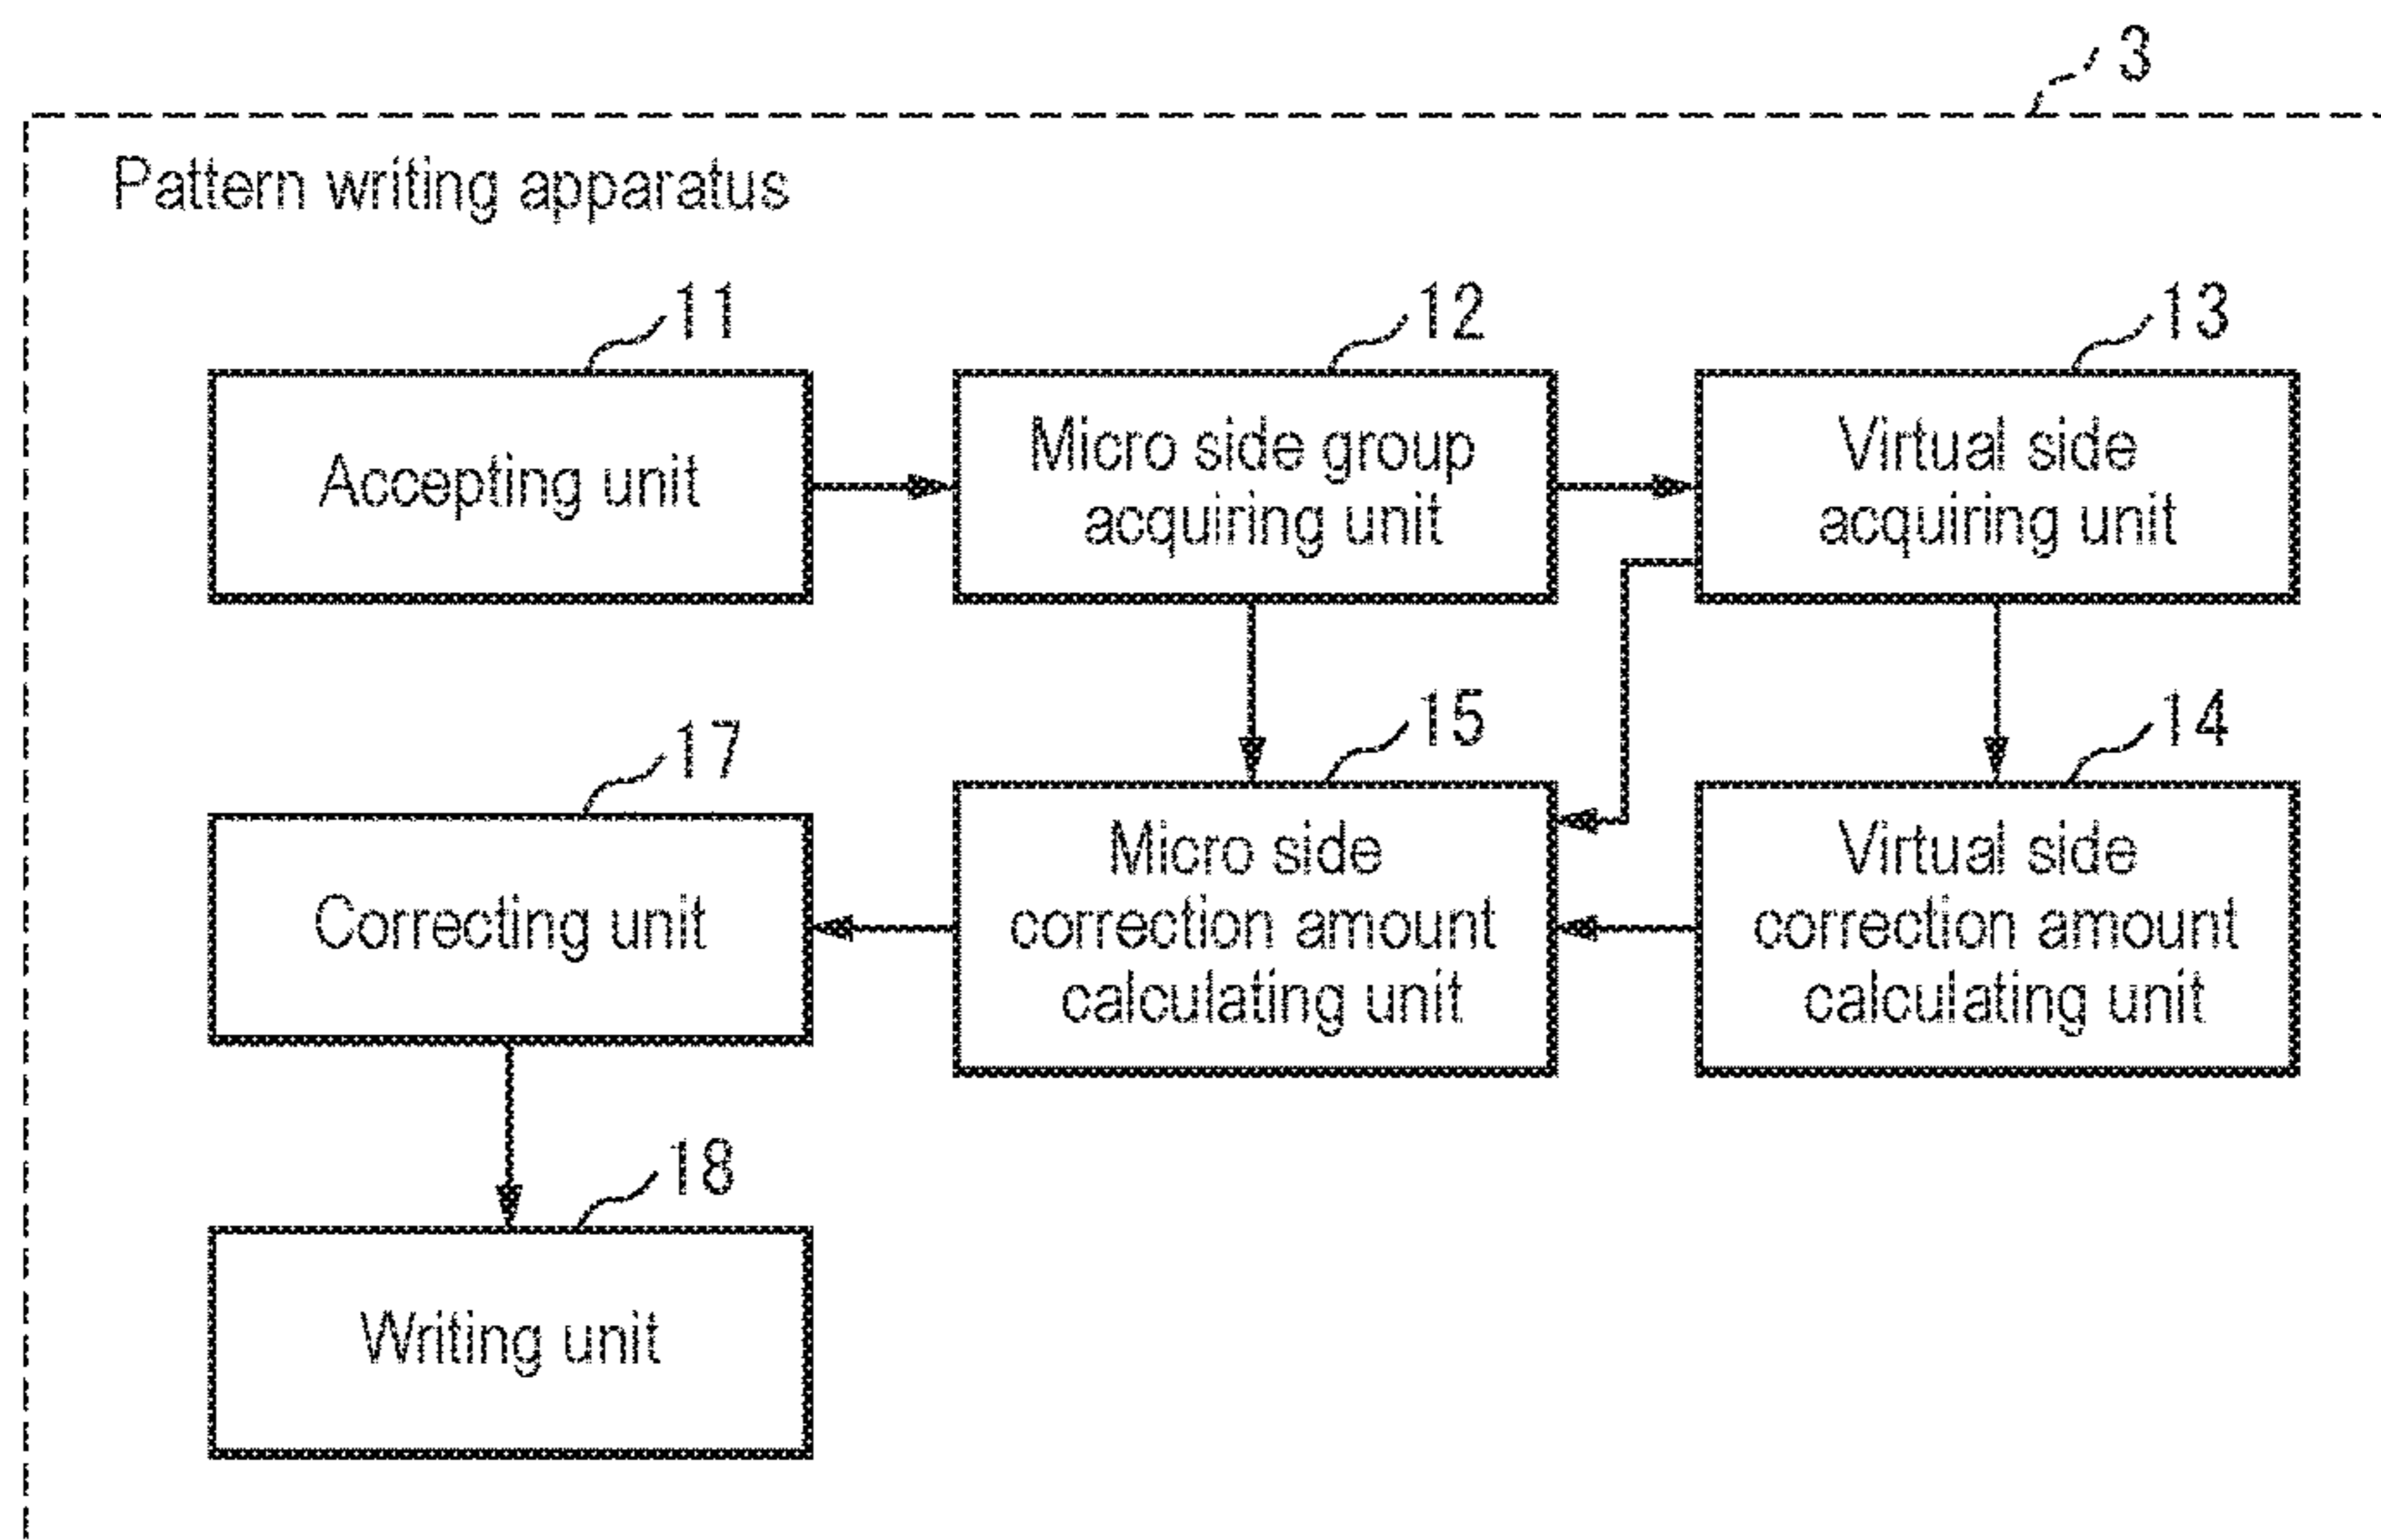 3
Pattern writing apparatus
11
12
13
Accepting unit
Micro side group
acquiring unit
Virtual side
acquiring unit
17
15
14
Correcting unit
Micro side
correction amount
calculating unit
Virtual side
correction amount
calculating unit
18
Writing unit